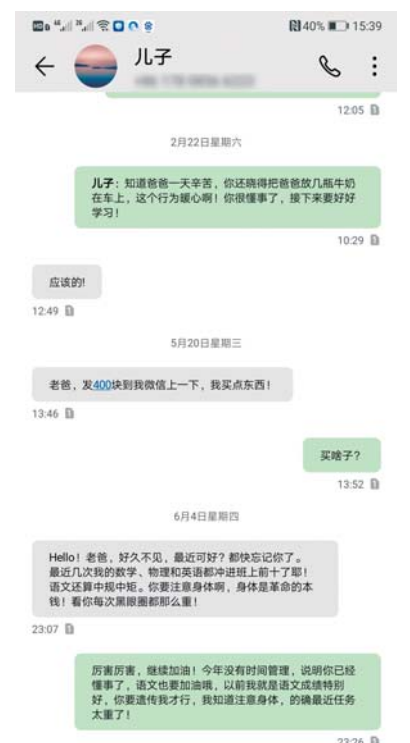 40% 15:39
儿子
12:05
2月22日星期六
儿子：知道爸爸一天辛苦，你还晓得把爸爸放几瓶牛奶
在车上，这个行为暖心啊！你很懂事了，接下来要好好
学习！
10:29
应该的!
12:49
5月20日星期三
老爸，发400块到我微信上一下，我买点东西！
13:46
买啥子？
13:52
6月4日星期四
Hello！老爸，好久不见，最近可好？都快忘记你了。
最近几次我的数学、物理和英语都冲进班上前十了耶！
语文还算中规中矩。你要注意身体啊，身体是革命的本
钱！看你每次黑眼圈都那么重！
23:07
厉害厉害，继续加油！今年没有时间管理，说明你已经
懂事了，语文也要加油哦，以前我就是语文成绩特别
好，你要遗传我才行，我知道注意身体，的确最近任务
太重了！
23:26